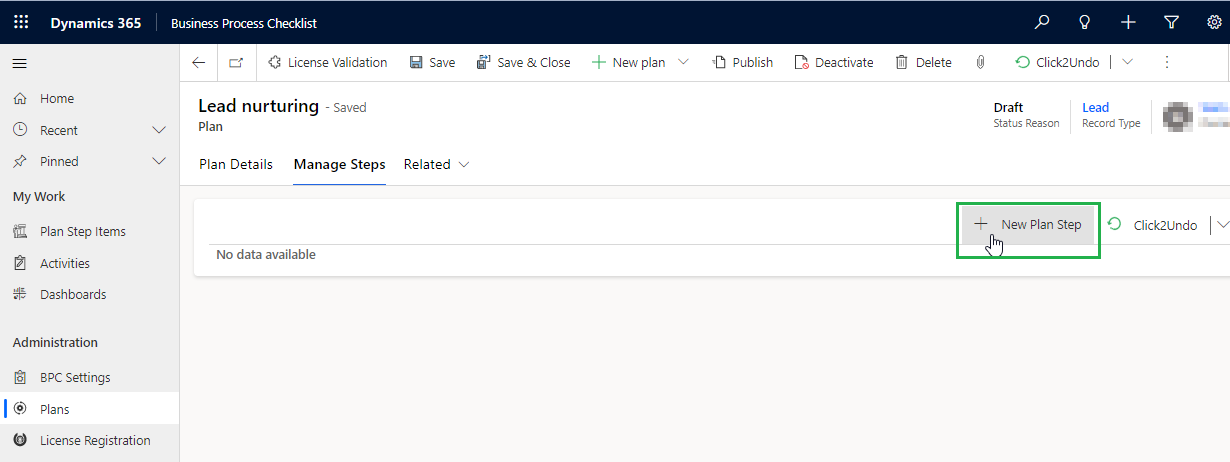 Dynamics 365 Business Process Checklist
License Validation Save Save & Close New plan Publish Deactivate Delete Click2Undo
Home
Recent
Pinned
My Work
Plan Step Items
Activities
Dashboards
Administration
BPC Settings
Plans
License Registration
Lead nurturing - Saved
Plan
Draft
Status Reason
Lead
Record Type
Plan Details Manage Steps Related
New Plan Step Click2Undo
No data available